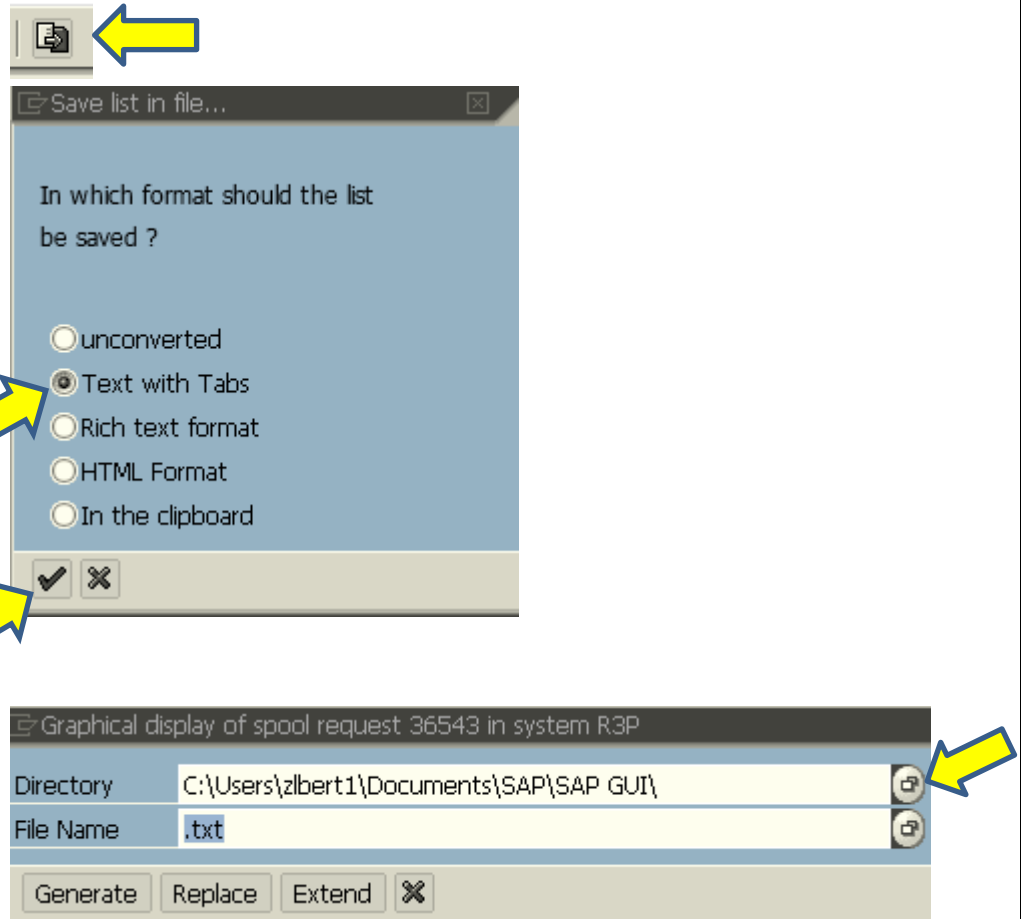 Save list in file...
In which format should the list
be saved ?
unconverted
Text with Tabs
Rich text format
HTML Format
In the clipboard
Graphical display of spool request 36543 in system R3P
Directory C:\Users\zlbert1\Documents\SAP\SAP GUI\
File Name .txt
Generate Replace Extend